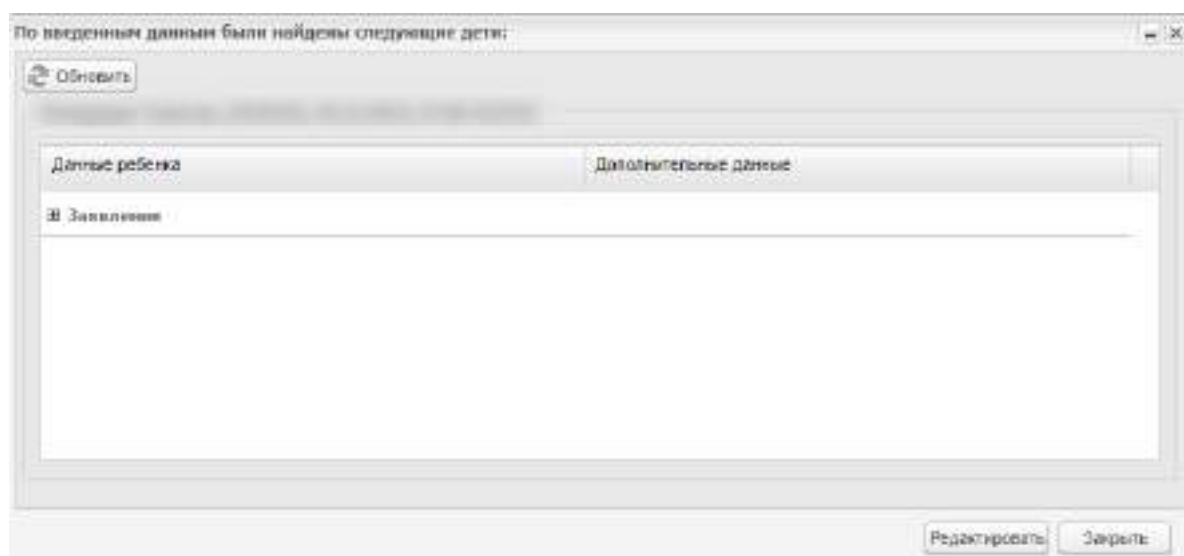 По введенным данным были найдены следующие дети:
Обновить
Данные ребенка Дополнительные данные
Заявления
Редактировать Закрыть